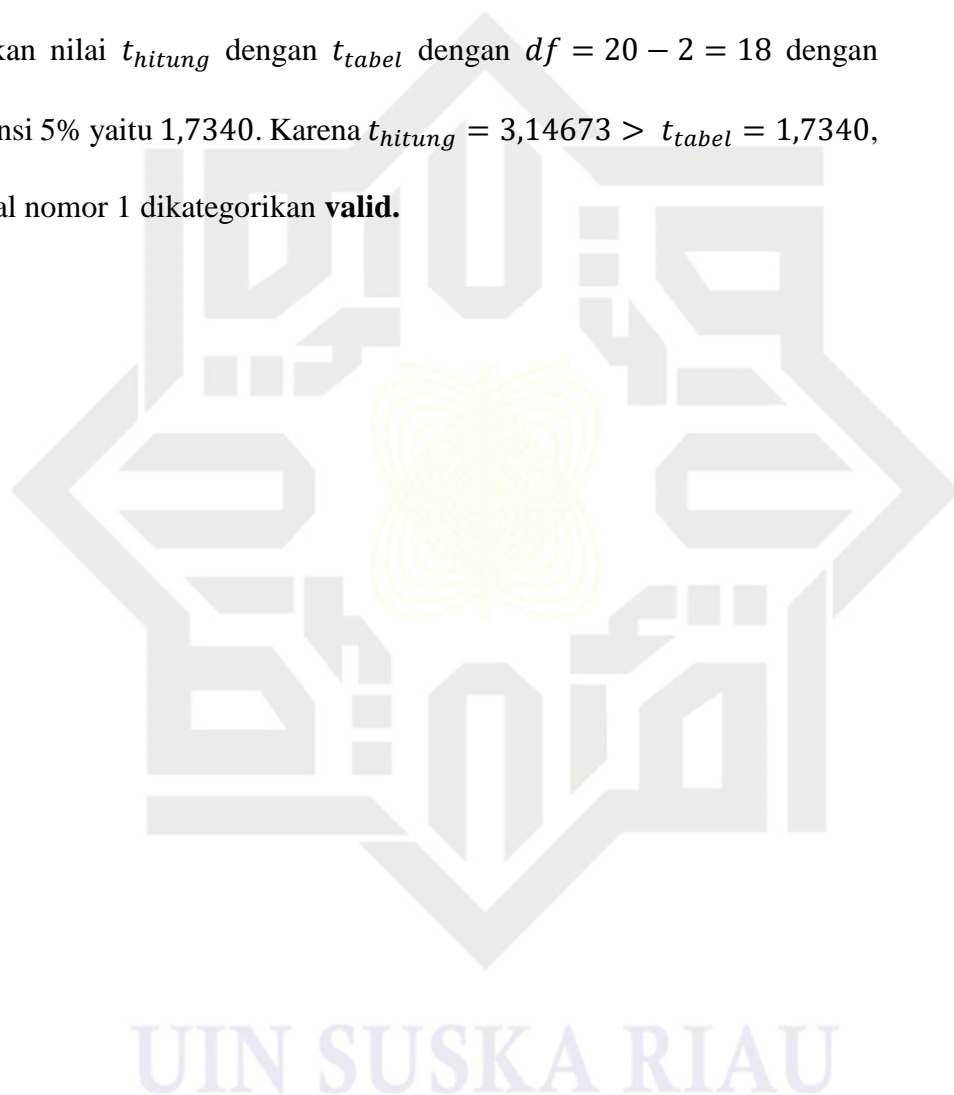 kan nilai t_hitung dengan t_tabel dengan df = 20 − 2 = 18 dengan
nsi 5% yaitu 1,7340. Karena t_hitung = 3,14673 > t_tabel = 1,7340,
al nomor 1 dikategorikan valid.
UIN SUSKA RIAU